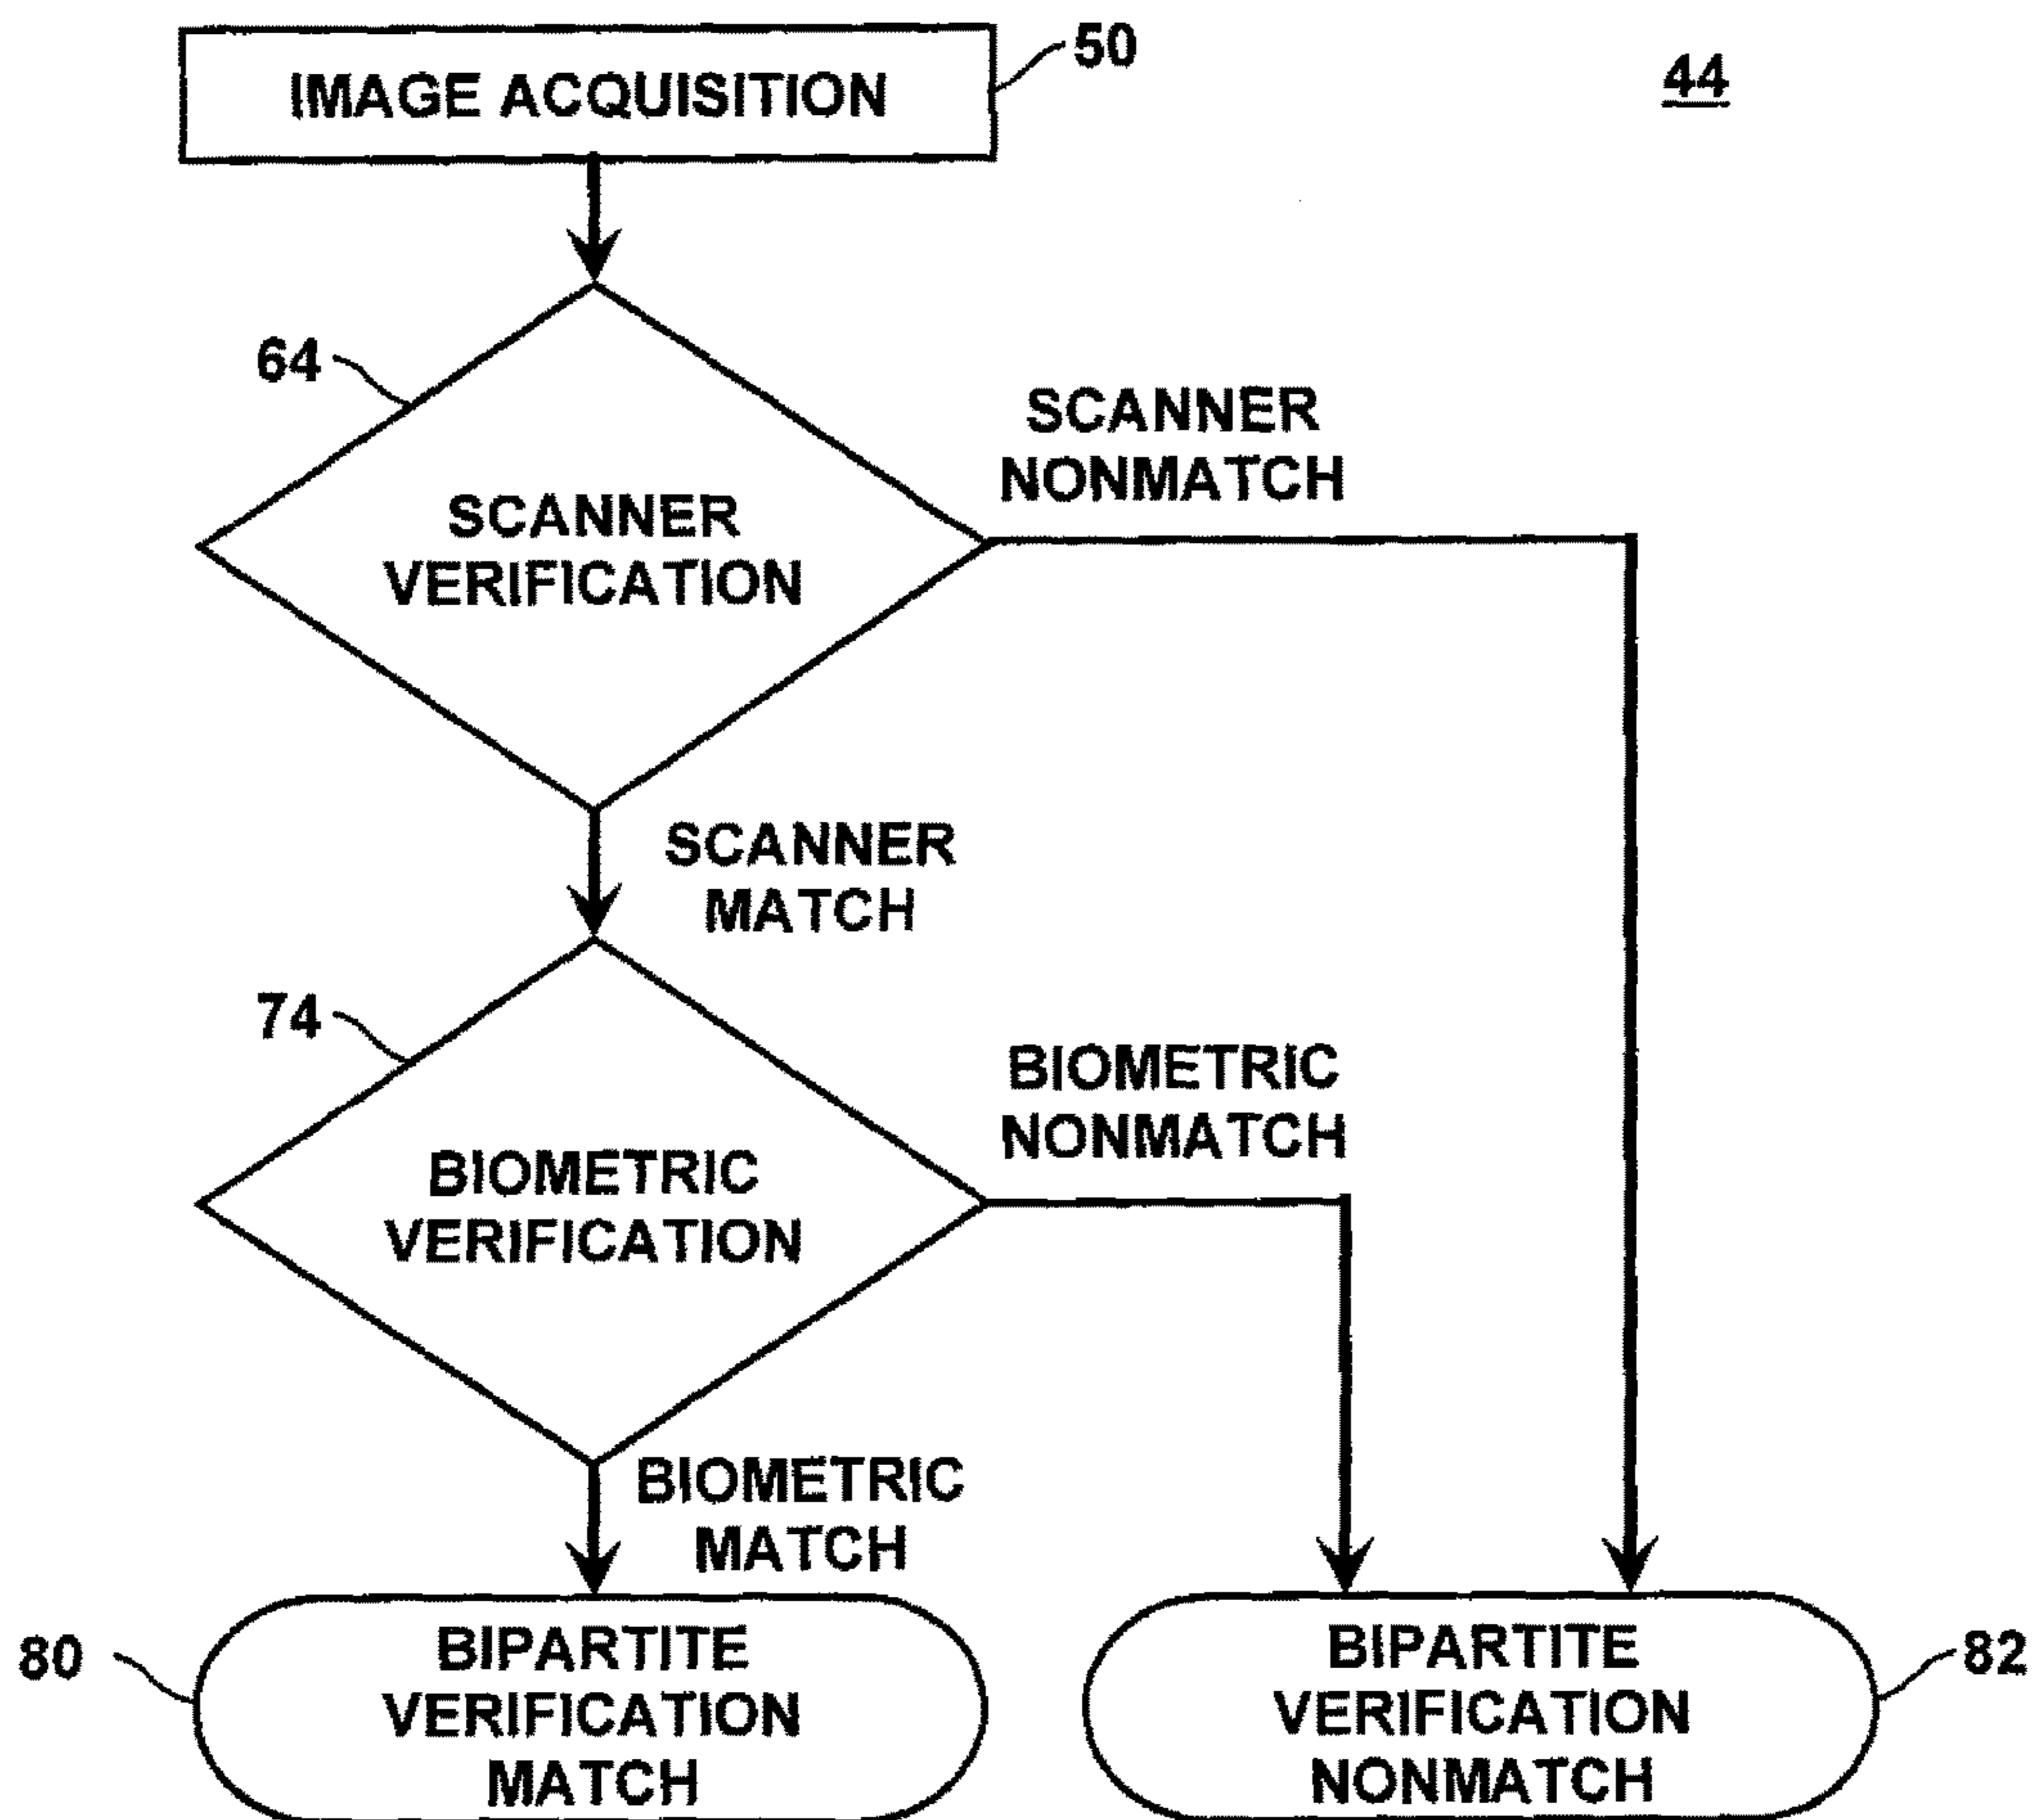 IMAGE ACQUISITION
50
44
64
SCANNER
NONMATCH
SCANNER
VERIFICATION
SCANNER
MATCH
74
BIOMETRIC
NONMATCH
BIOMETRIC
VERIFICATION
BIOMETRIC
MATCH
80
BIPARTITE
VERIFICATION
MATCH
BIPARTITE
VERIFICATION
NONMATCH
82